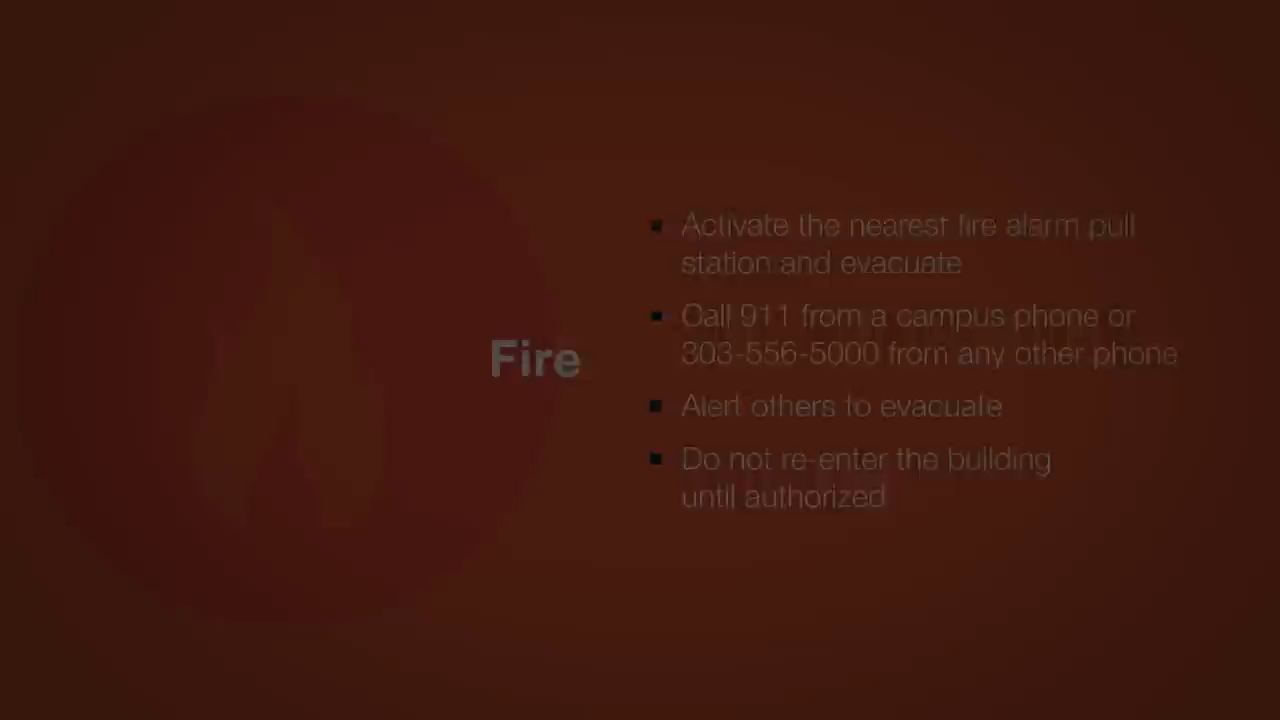 Fire
Activate the nearest fire alarm pull
station and evacuate
Call 911 from a campus phone or
303-556-5000 from any other phone
Alert others to evacuate
Do not re-enter the building
until authorized